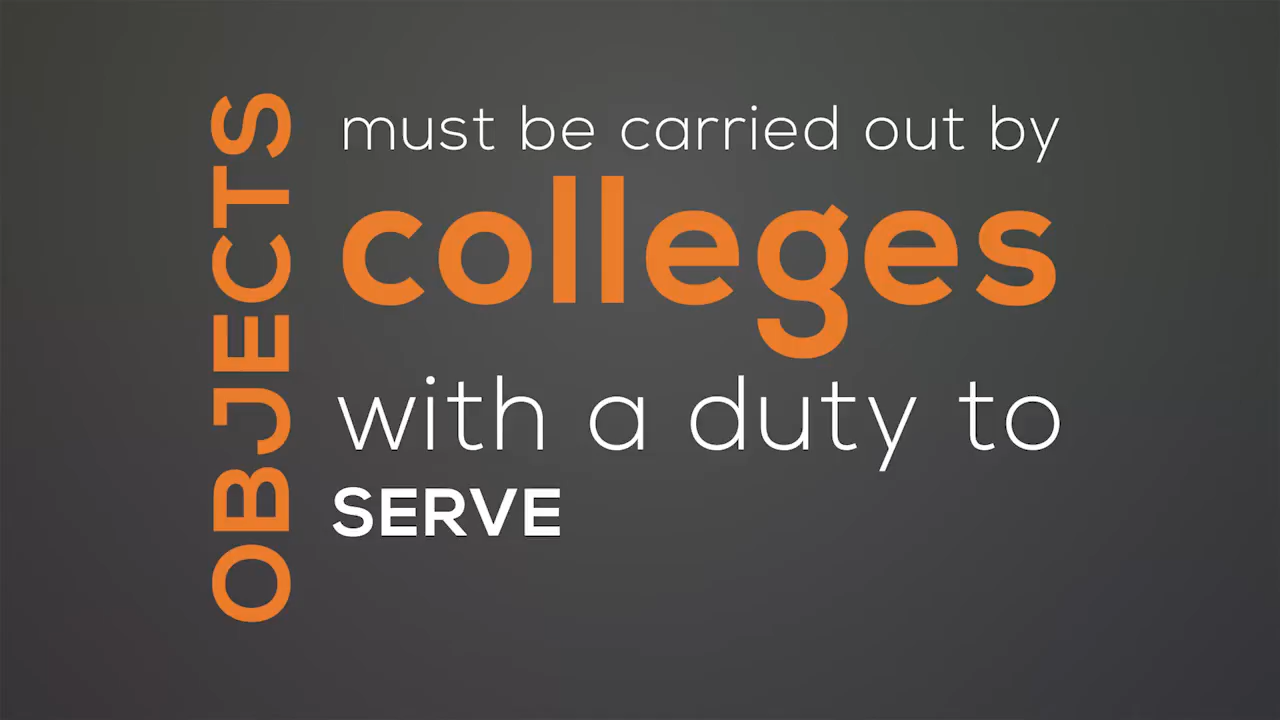 OBJECTS
must be carried out by
colleges
with a duty to
SERVE